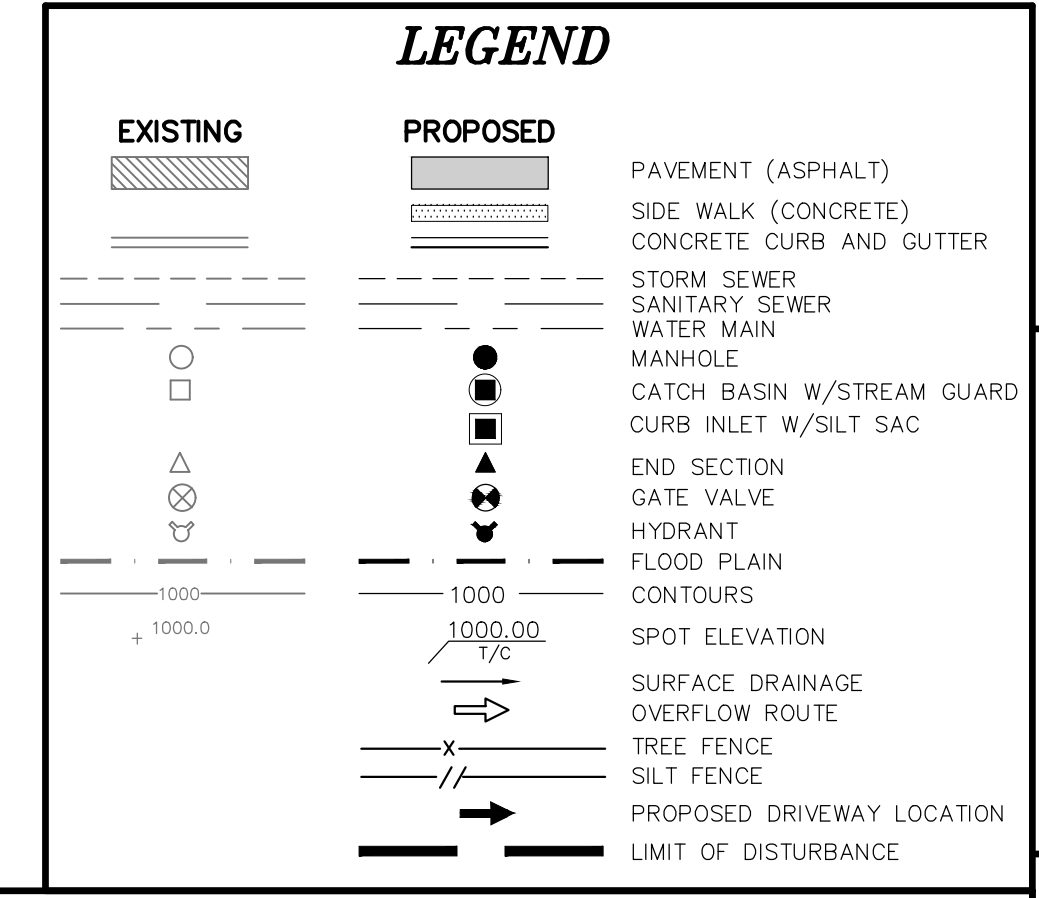 LEGEND
EXISTING PROPOSED
PAVEMENT (ASPHALT)
SIDE WALK (CONCRETE)
CONCRETE CURB AND GUTTER
STORM SEWER
SANITARY SEWER
WATER MAIN
MANHOLE
CATCH BASIN W/STREAM GUARD
CURB INLET W/SILT SAC
END SECTION
GATE VALVE
HYDRANT
FLOOD PLAIN
1000 1000 CONTOURS
+ 1000.0 1000.00 SPOT ELEVATION
T/C
SURFACE DRAINAGE
OVERFLOW ROUTE
X TREE FENCE
// SILT FENCE
PROPOSED DRIVEWAY LOCATION
LIMIT OF DISTURBANCE